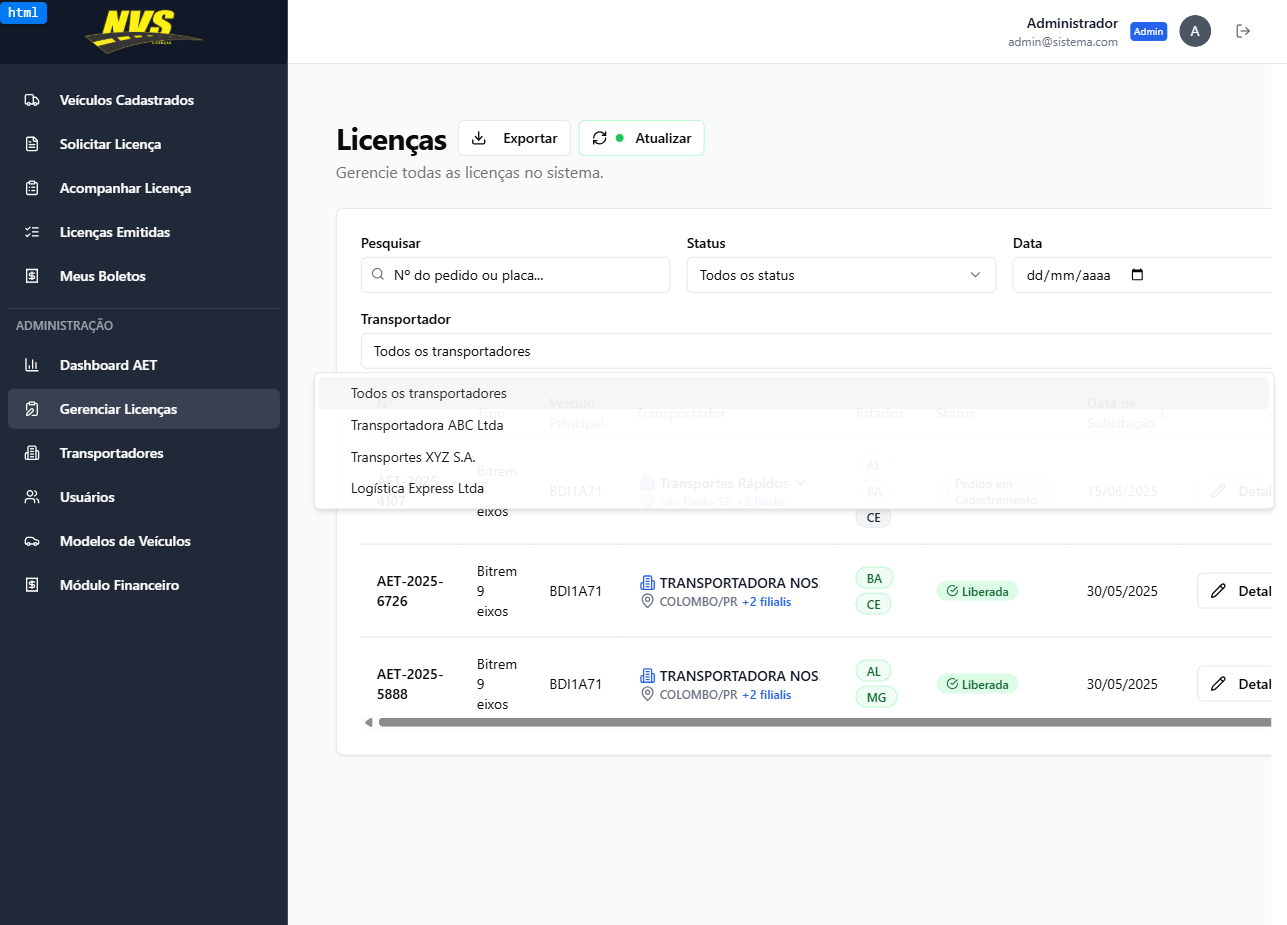 html
NVS
LICENÇAS
Administrador
admin@sistema.com
Admin
A
Veículos Cadastrados
Solicitar Licença
Acompanhar Licença
Licenças Emitidas
Meus Boletos
ADMINISTRAÇÃO
Dashboard AET
Gerenciar Licenças
Transportadores
Usuários
Modelos de Veículos
Módulo Financeiro
Licenças
Exportar
Atualizar
Gerencie todas as licenças no sistema.
Pesquisar
Status
Data
Nº do pedido ou placa...
Todos os status
dd/mm/aaaa
Transportador
Todos os transportadores
Todos os transportadores
Transportadora ABC Ltda
Transportes XYZ S.A.
Logística Express Ltda
Tipo
Veículo
Principal
Transportador
Estados
Status
Data de
Solicitação
AET-2025-
4107
Bitrem
eixos
BDI1A71
Transportes Rápidos
São Paulo/SP +2 filialis
AL
BA
CE
Pedido em
Cadastramento
15/06/2025
Detal
AET-2025-
6726
Bitrem
9
eixos
BDI1A71
TRANSPORTADORA NOS
COLOMBO/PR +2 filialis
BA
CE
Liberada
30/05/2025
Detal
AET-2025-
5888
Bitrem
9
eixos
BDI1A71
TRANSPORTADORA NOS
COLOMBO/PR +2 filialis
AL
MG
Liberada
30/05/2025
Detal